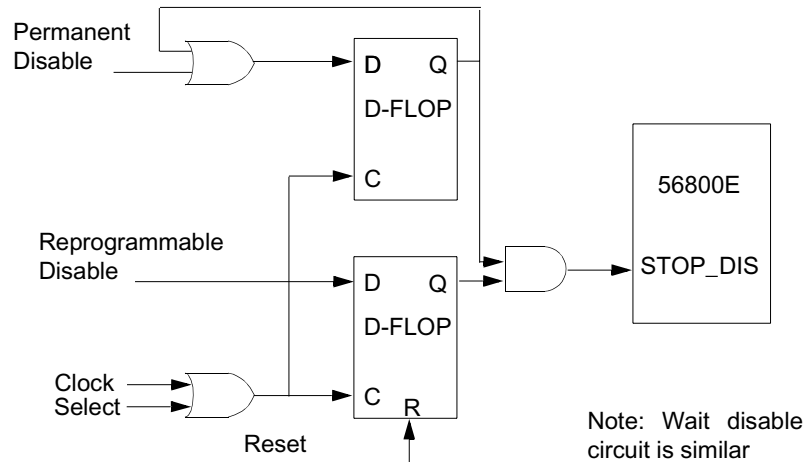 Permanent
Disable
D
Q
D-FLOP
C
56800E
STOP_DIS
Reprogrammable
Disable
D
Q
D-FLOP
C
R
Clock
Select
Reset
Note: Wait disable
circuit is similar